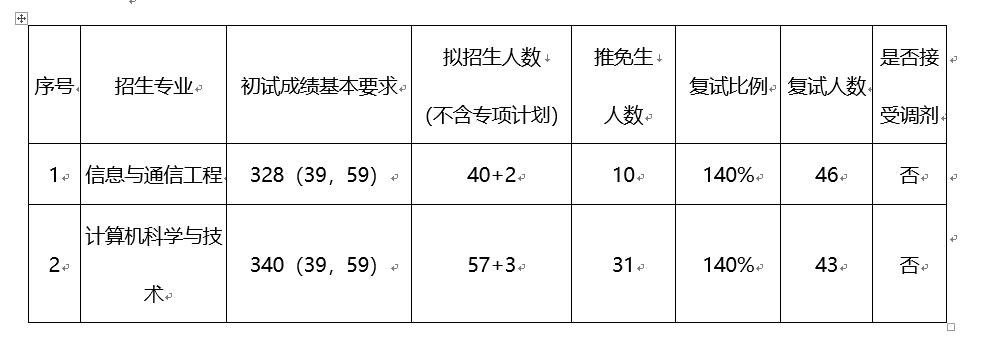 序号 招生专业 初试成绩基本要求 拟招生人数 (不含专项计划) 推免生人数 复试比例 复试人数 是否接受调剂
1 信息与通信工程 328（39，59） 40+2 10 140% 46 否
2 计算机科学与技术 340（39，59） 57+3 31 140% 43 否